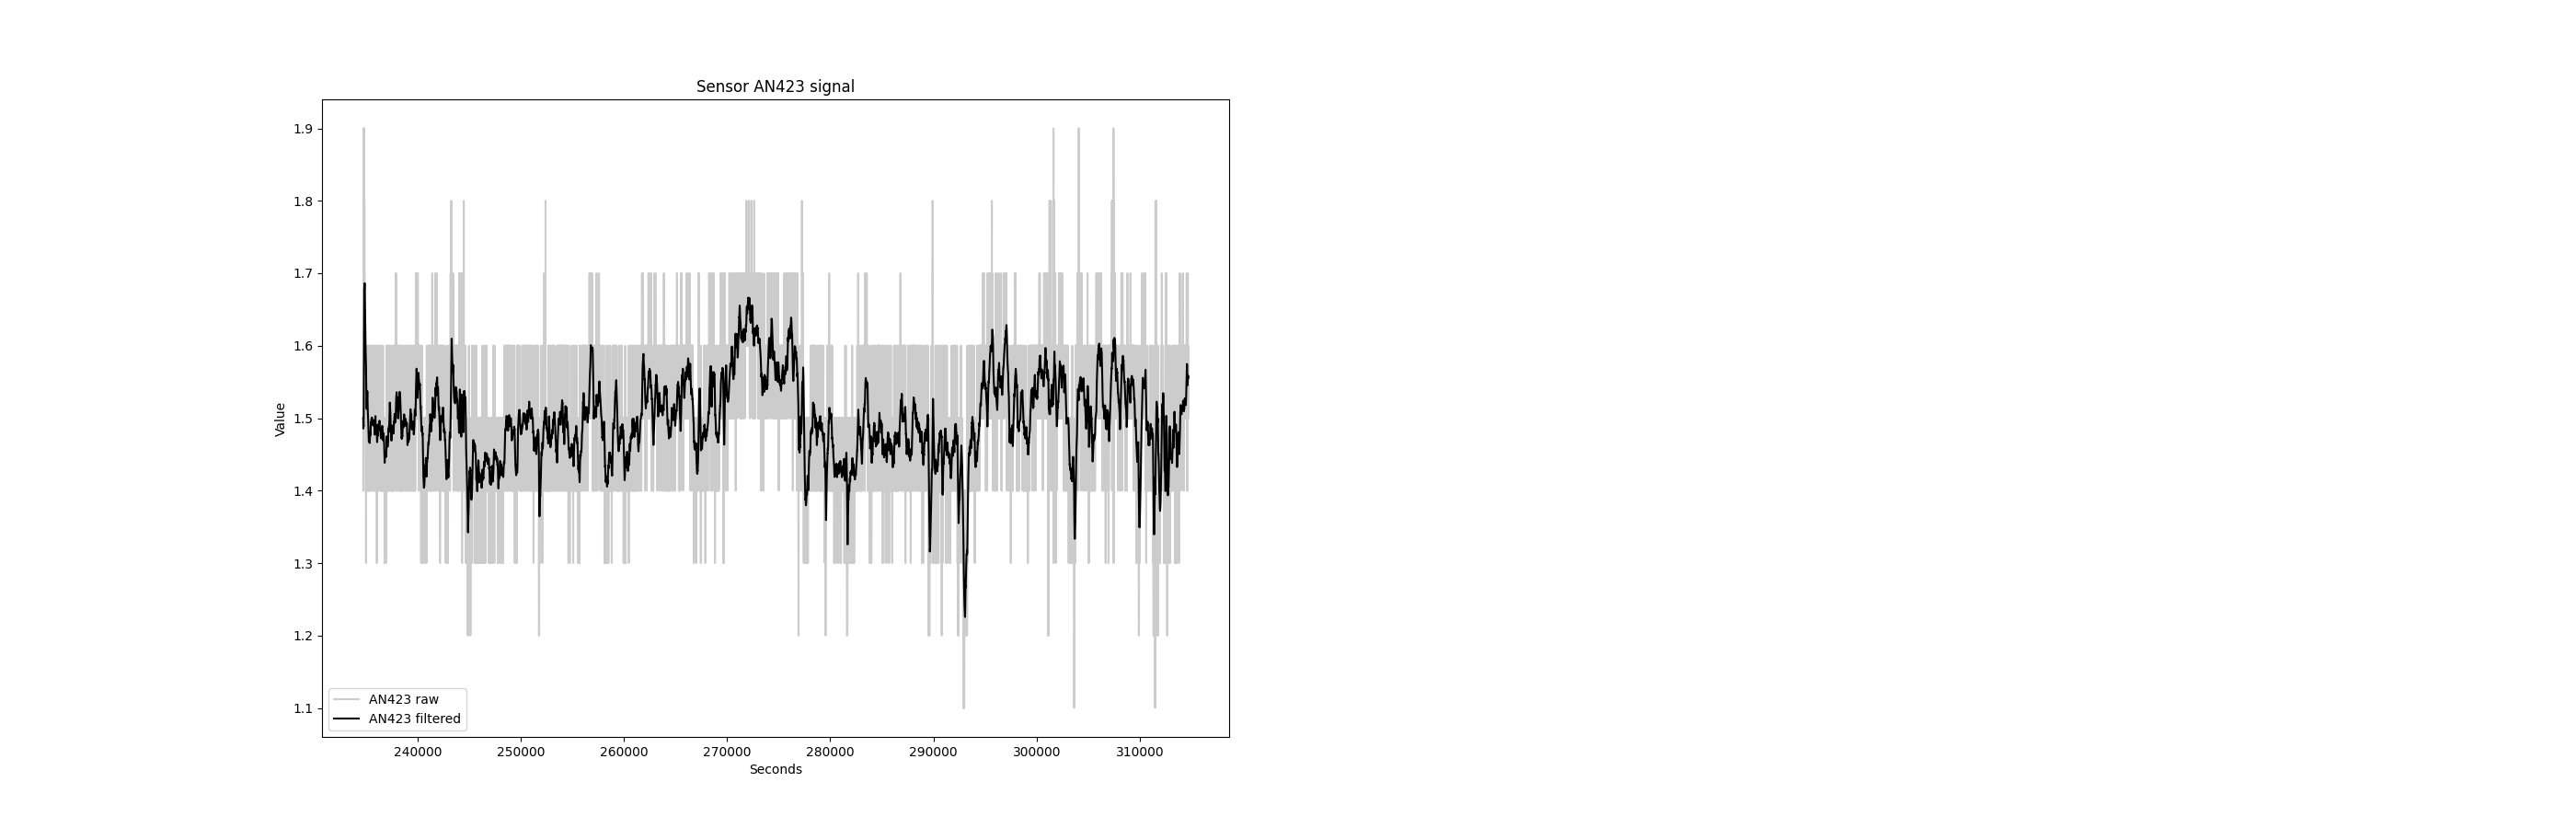 Sensor AN423 signal
1.9
1.8
1.7
1.6
1.5
1.4
1.3
1.2
1.1
Value
AN423 raw
AN423 filtered
240000 250000 260000 270000 280000 290000 300000 310000
Seconds